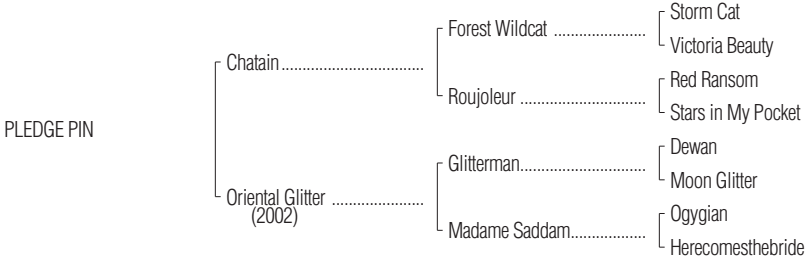 Storm Cat
Forest Wildcat ......................
Victoria Beauty
Chatain..................................
Red Ransom
Roujoleur ..............................
Stars in My Pocket
PLEDGE PIN
Dewan
Glitterman..............................
Moon Glitter
Oriental Glitter ......................
(2002)
Ogygian
Madame Saddam..................
Herecomesthebride